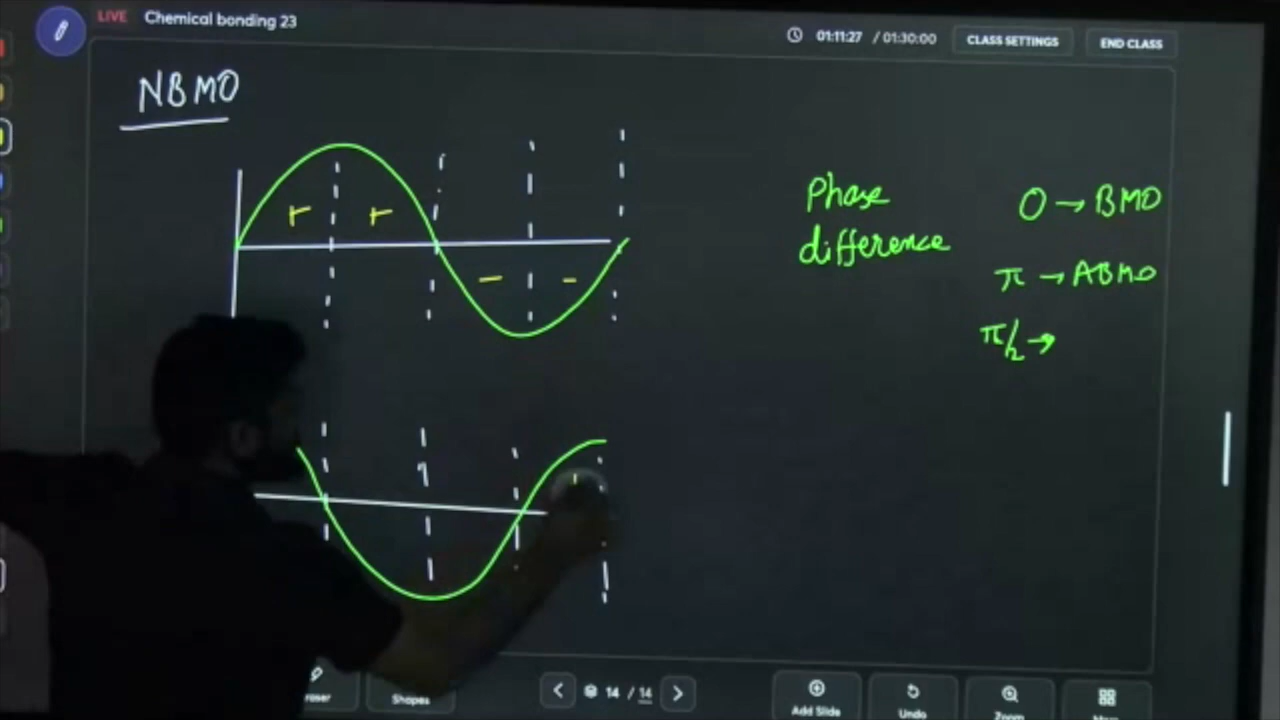 LIVE Chemical bonding 23
01:11:27 / 01:30:00 CLASS SETTINGS END CLASS
NBMO
+ +
- -
Phase
difference
0 → BMO
π → ABMO
π/2 →
Shapes
14 / 14
Add Slide Undo Zoom